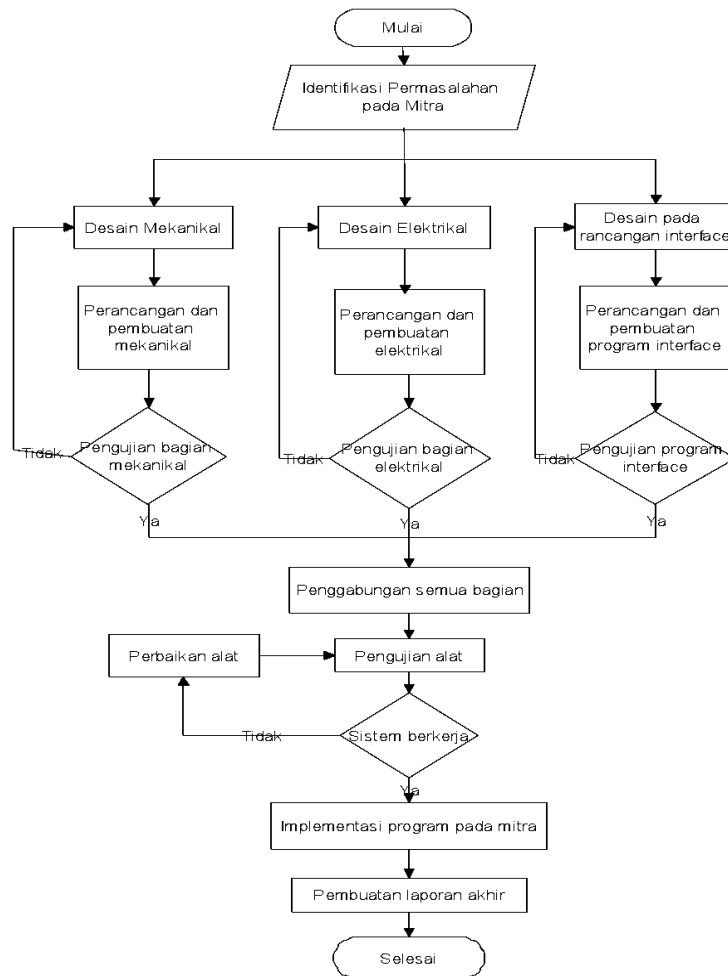 Mulai
Identifikasi Permasalahan
pada Mitra
Desain Mekanikal
Desain Elektrikal
Desain pada
rancangan interface
Perancangan dan
pembuatan
mekanikal
Perancangan dan
pembuatan
elektrikal
Perancangan dan
pembuatan
program interface
Tidak
Pengujian bagian
mekanikal
Tidak
Pengujian bagian
elektrikal
Tidak
Pengujian program
interface
Ya
Ya
Ya
Penggabungan semua bagian
Perbaikan alat
Pengujian alat
Tidak
Sistem berkerja
Ya
Implementasi program pada mitra
Pembuatan laporan akhir
Selesai